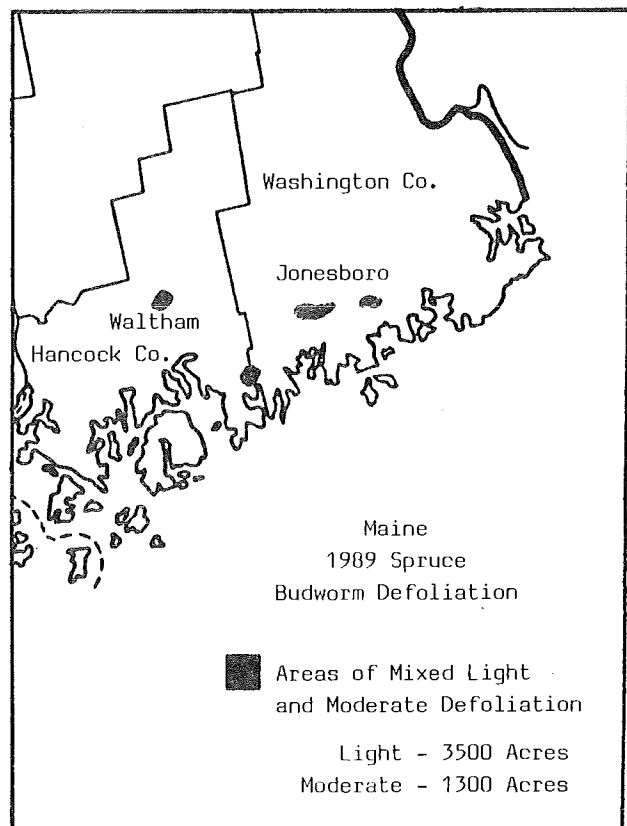 Washington Co.
Jonesboro
Waltham
Hancock Co.
Maine
1989 Spruce
Budworm Defoliation
Areas of Mixed Light
and Moderate Defoliation
Light - 3500 Acres
Moderate - 1300 Acres